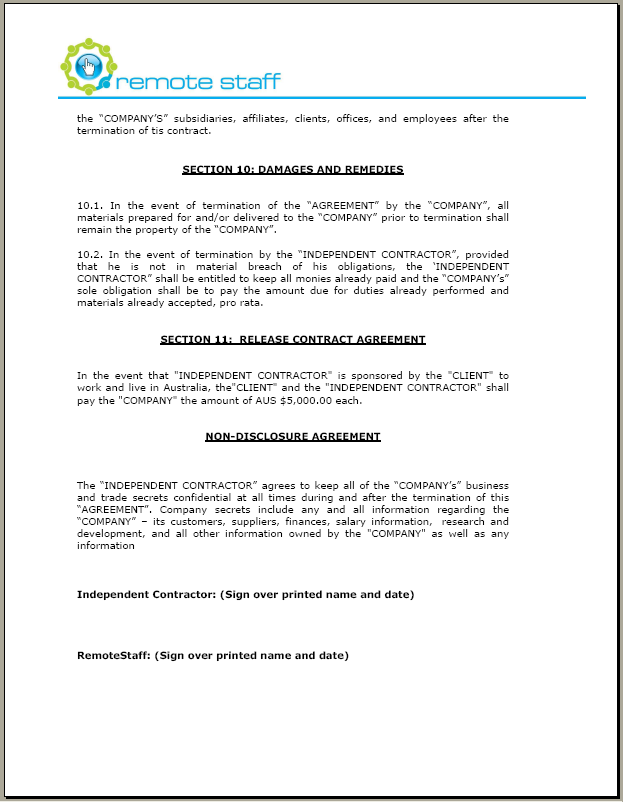 remote staff
the “COMPANY’S” subsidiaries, affiliates, clients, offices, and employees after the
termination of tis contract.
SECTION 10: DAMAGES AND REMEDIES
10.1. In the event of termination of the “AGREEMENT” by the “COMPANY”, all
materials prepared for and/or delivered to the “COMPANY” prior to termination shall
remain the property of the “COMPANY”.
10.2. In the event of termination by the “INDEPENDENT CONTRACTOR”, provided
that he is not in material breach of his obligations, the ‘INDEPENDENT
CONTRACTOR” shall be entitled to keep all monies already paid and the “COMPANY’s”
sole obligation shall be to pay the amount due for duties already performed and
materials already accepted, pro rata.
SECTION 11:  RELEASE CONTRACT AGREEMENT
In the event that "INDEPENDENT CONTRACTOR" is sponsored by the "CLIENT" to
work and live in Australia, the"CLIENT" and the "INDEPENDENT CONTRACTOR" shall
pay the "COMPANY" the amount of AUS $5,000.00 each.
NON-DISCLOSURE AGREEMENT
The “INDEPENDENT CONTRACTOR” agrees to keep all of the “COMPANY’s” business
and trade secrets confidential at all times during and after the termination of this
“AGREEMENT”. Company secrets include any and all information regarding the
“COMPANY” – its customers, suppliers, finances, salary information,  research and
development, and all other information owned by the "COMPANY" as well as any
information
Independent Contractor: (Sign over printed name and date)
RemoteStaff: (Sign over printed name and date)